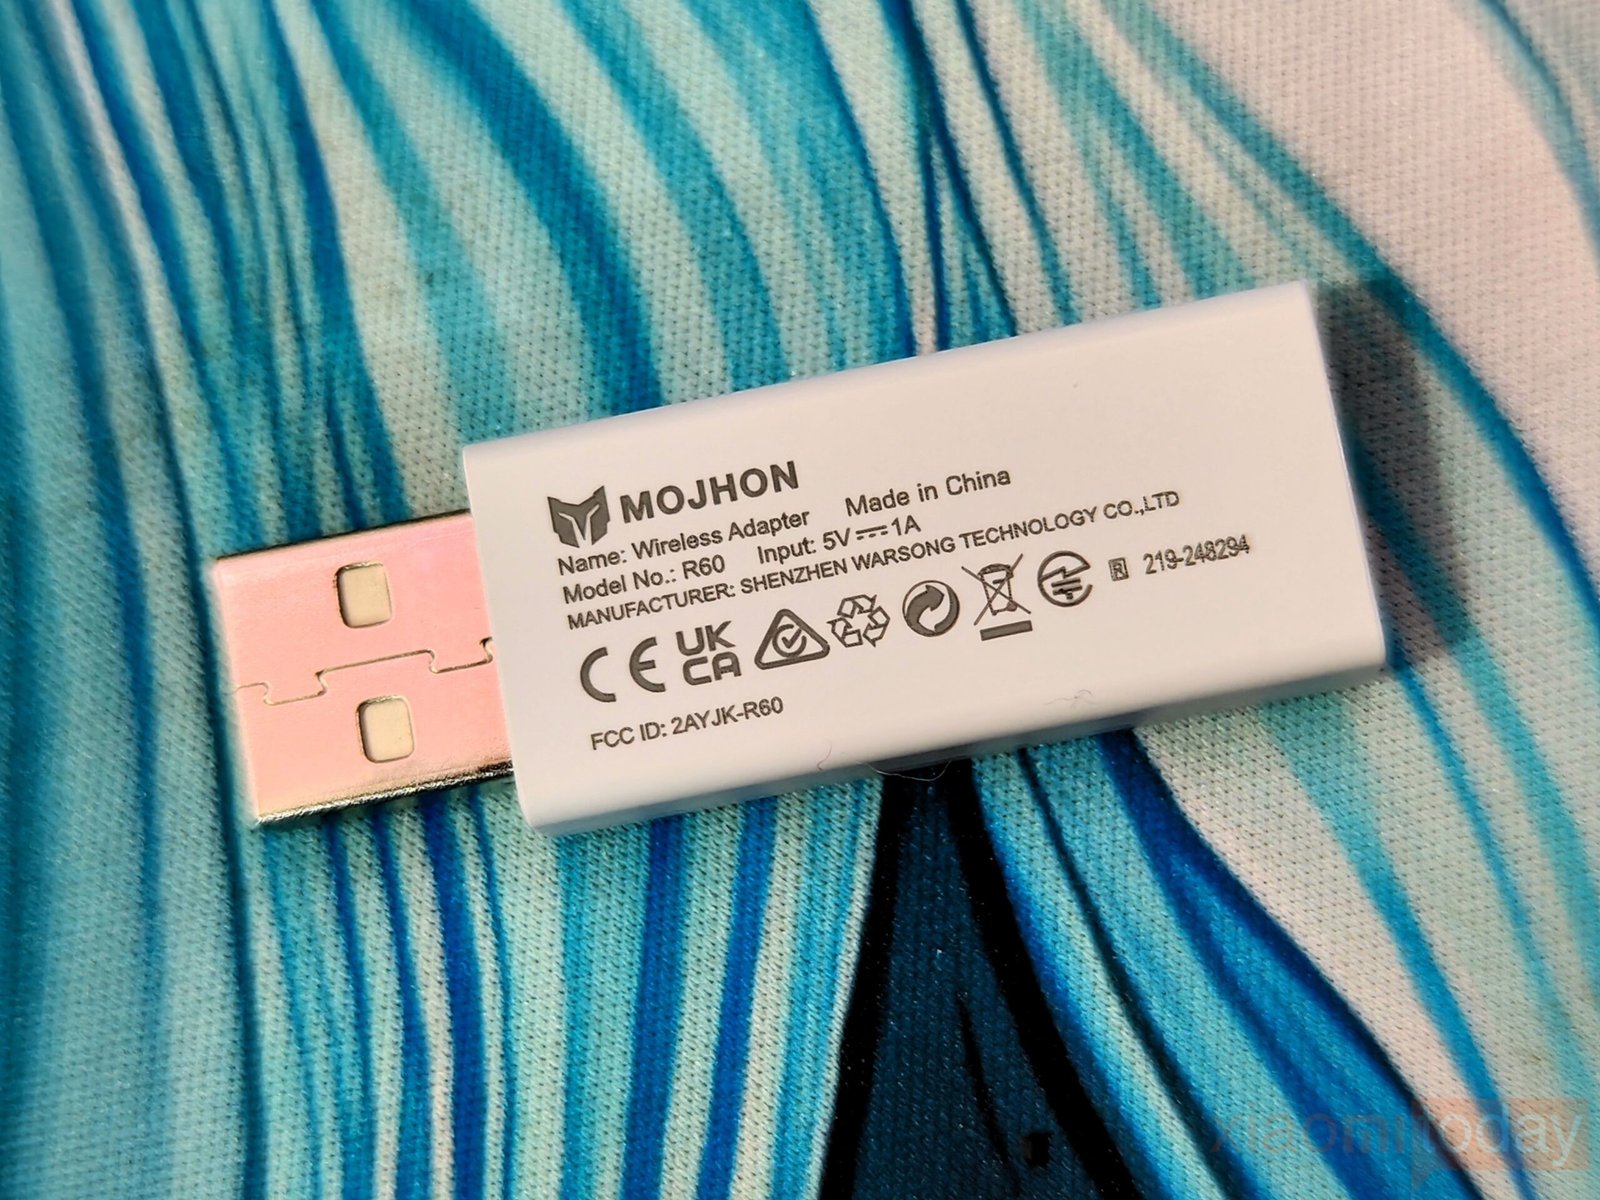 MOJHON
Name: Wireless Adapter Made in China
Model No.: R60 Input: 5V⎓1A
MANUFACTURER: SHENZHEN WARSONG TECHNOLOGY CO.,LTD
CE UK CA R 219-248294
FCC ID: 2AYJK-R60
xiaomitoday